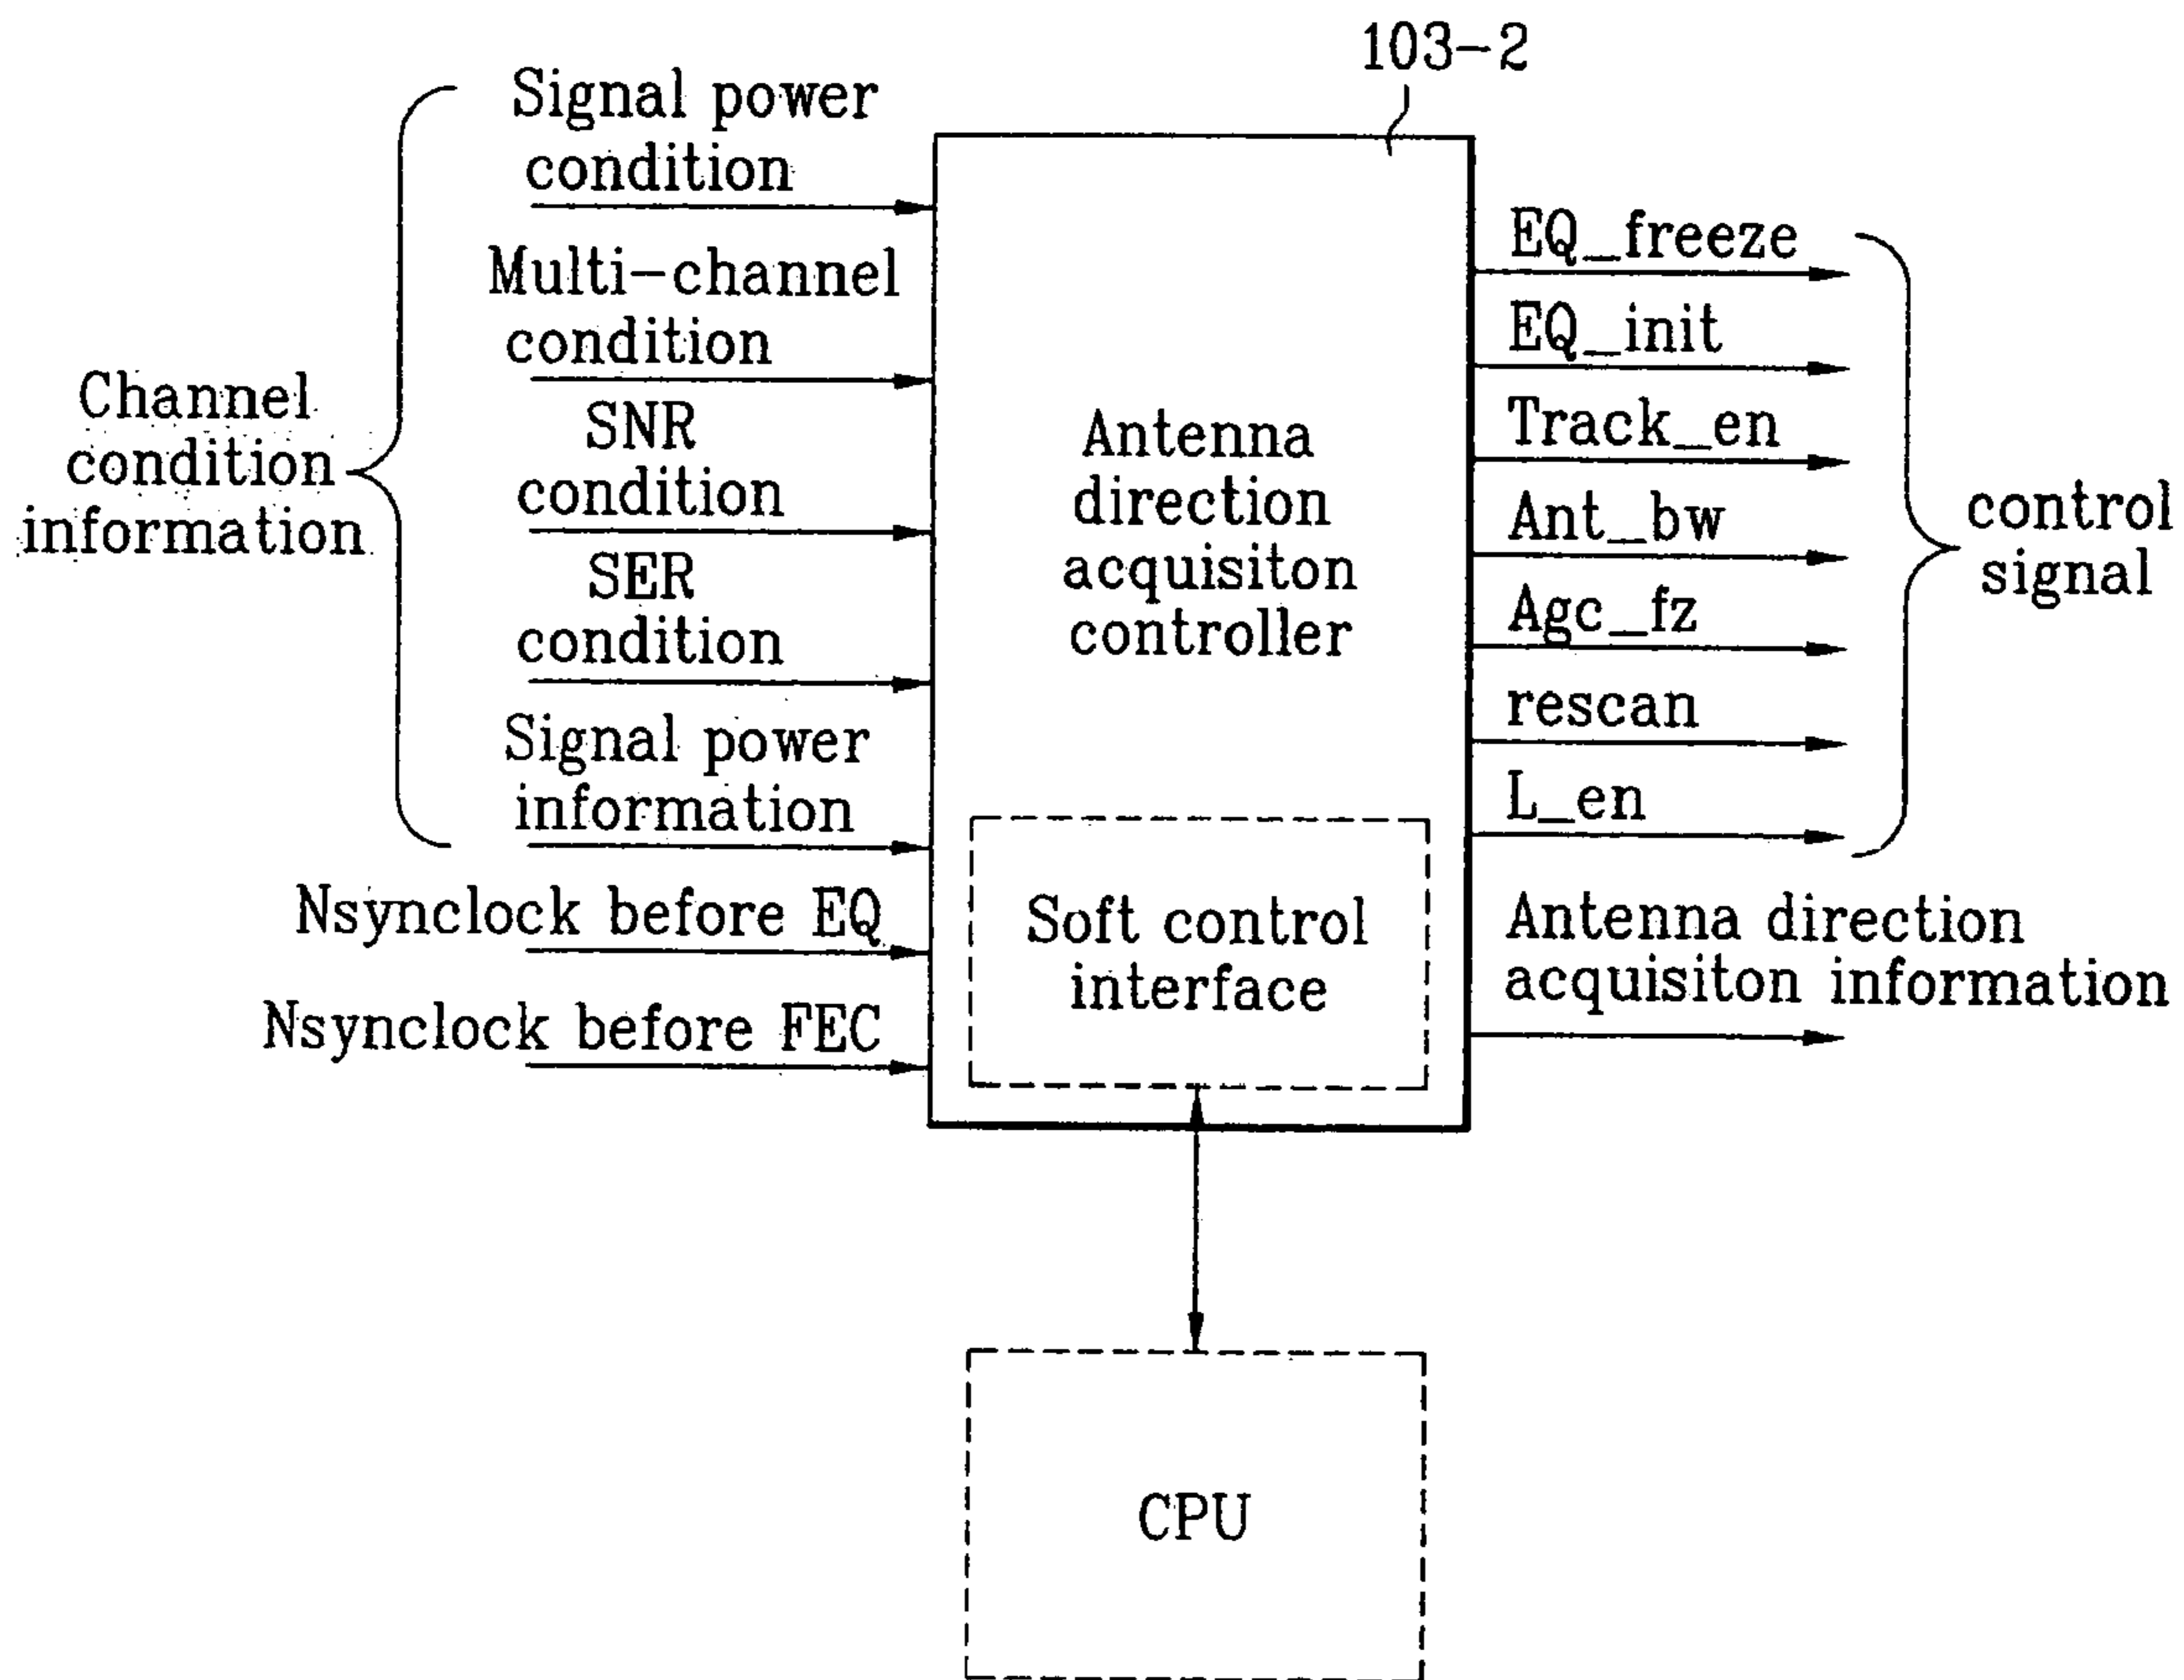 103-2
Signal power
condition
Multi-channel
condition
SNR
condition
SER
condition
Signal power
information
Channel
condition
information
Nsynclock before EQ
Nsynclock before FEC
Antenna
direction
acquisiton
controller
Soft control
interface
EQ_freeze
EQ_init
Track_en
Ant_bw
Agc_fz
rescan
L_en
control
signal
Antenna direction
acquisiton information
CPU